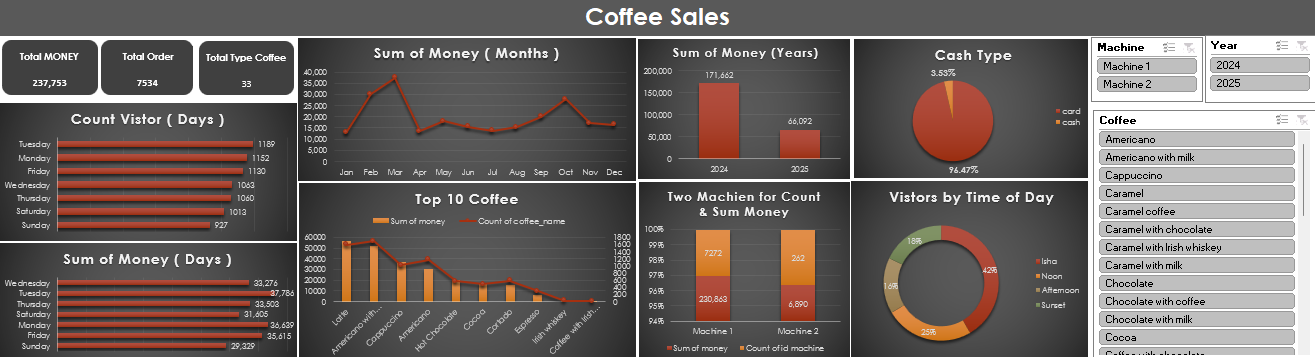 Coffee Sales
Total MONEY
237,753
Total Order
7534
Total Type Coffee
33
Count Vistor ( Days )
Tuesday 1189
Monday 1152
Friday 1130
Wednesday 1063
Thursday 1060
Saturday 1013
Sunday 927
Sum of Money ( Days )
Wednesday 33,276
Tuesday 37,786
Thursday 33,503
Saturday 31,605
Monday 36,639
Friday 35,615
Sunday 29,329
Sum of Money ( Months )
40,000
35,000
30,000
25,000
20,000
15,000
10,000
5,000
0
Jan Feb Mar Apr May Jun Jul Aug Sep Oct Nov Dec
Top 10 Coffee
Sum of money Count of coffee_name
60000
50000
40000
30000
20000
10000
0
1800
1600
1400
1200
1000
800
600
400
200
0
Latte
Americano with...
Cappuccino
Americano
Hot Chocolate
Cocoa
Cortado
Espresso
Irish whiskey
Coffee with Irish...
Sum of Money (Years)
200,000
150,000
100,000
50,000
0
171,662
66,092
2024 2025
Two Machien for Count
& Sum Money
100%
99%
98%
97%
96%
95%
94%
7272
230,863
262
6,890
Machine 1 Machine 2
Sum of money Count of id machine
Cash Type
3.53%
96.47%
card
cash
Vistors by Time of Day
18%
42%
16%
25%
Isha
Noon
Afternoon
Sunset
Machine
Machine 1
Machine 2
Year
2024
2025
Coffee
Americano
Americano with milk
Cappuccino
Caramel
Caramel coffee
Caramel with chocolate
Caramel with Irish whiskey
Caramel with milk
Chocolate
Chocolate with coffee
Chocolate with milk
Cocoa
Coffee with chocolate